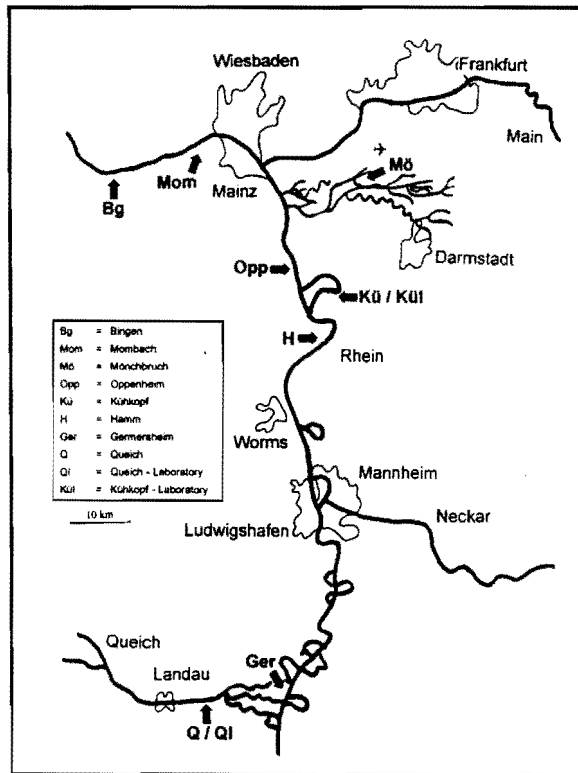 Wiesbaden
Frankfurt
Main
Mom
Mainz
Mö
Bg
Darmstadt
Opp
Kü / Kül
H
Rhein
Bg = Bingen
Mom = Mombach
Mö = Mönchbruch
Opp = Oppenheim
Kü = Kühkopf
H = Hamm
Ger = Germersheim
Q = Queich
Ql = Queich - Laboratory
Kül = Kühkopf - Laboratory
10 km
Worms
Mannheim
Ludwigshafen
Neckar
Queich
Landau
Ger
Q / Ql